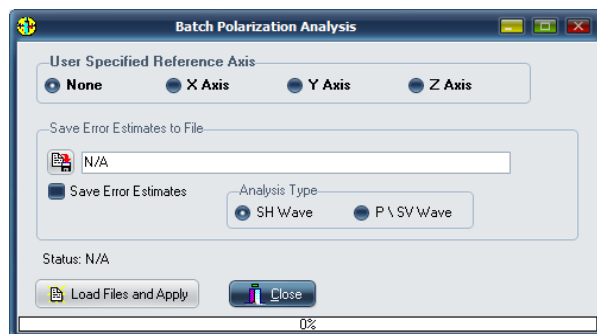 Batch Polarization Analysis
User Specified Reference Axis
None X Axis Y Axis Z Axis
Save Error Estimates to File
N/A
Save Error Estimates
Analysis Type
SH Wave P \ SV Wave
Status: N/A
Load Files and Apply Close
0%